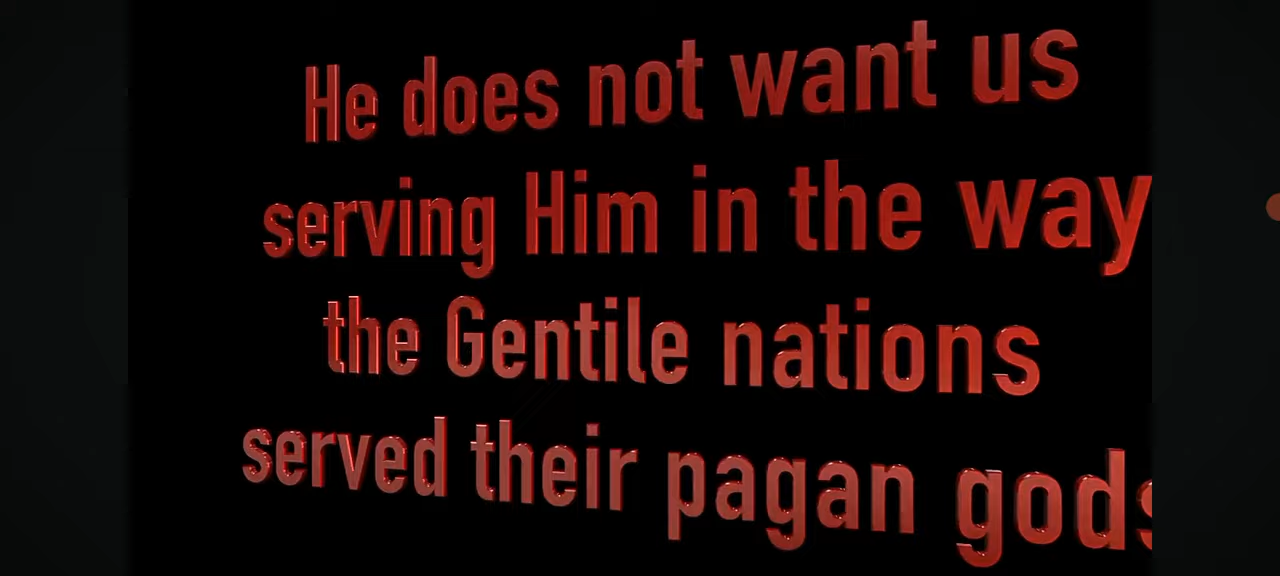 He does not want us
serving Him in the way
the Gentile nations
served their pagan gods